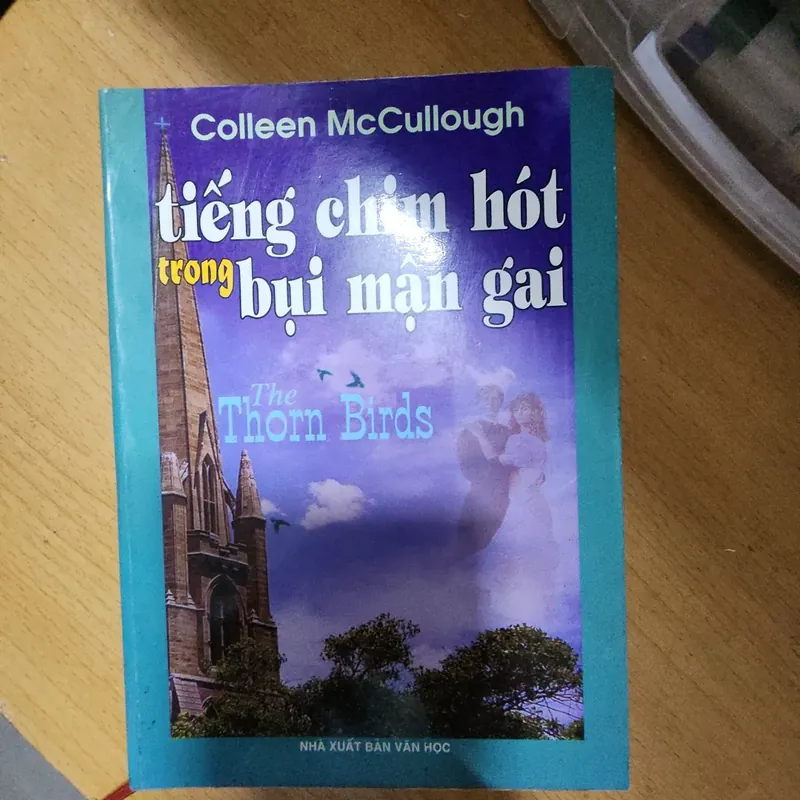 Colleen McCullough
tiếng chim hót
trong bụi mận gai
The
Thorn Birds
NHÀ XUẤT BẢN VĂN HỌC